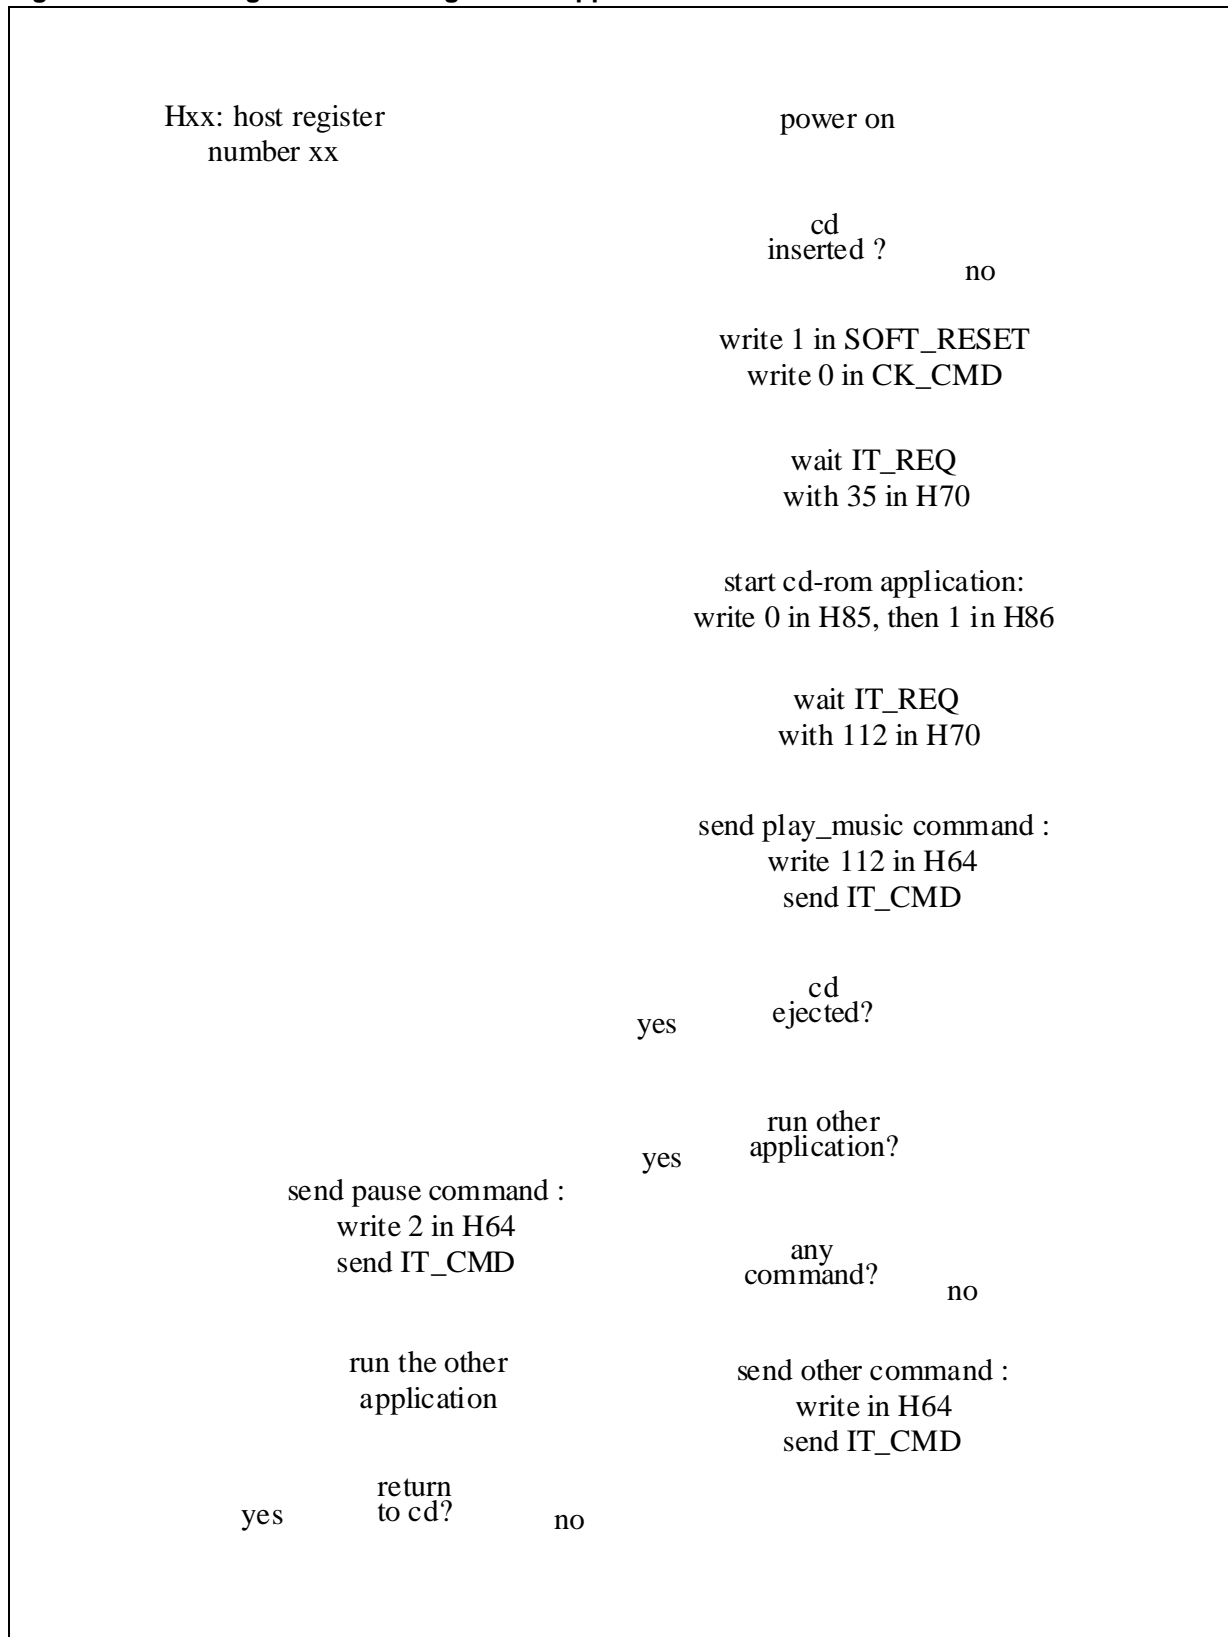 Hxx: host register
number xx
power on
cd
inserted ?
no
write 1 in SOFT_RESET
write 0 in CK_CMD
wait IT_REQ
with 35 in H70
start cd-rom application:
write 0 in H85, then 1 in H86
wait IT_REQ
with 112 in H70
send play_music command :
write 112 in H64
send IT_CMD
cd
ejected?
yes
run other
application?
yes
send pause command :
write 2 in H64
send IT_CMD
any
command?
no
run the other
application
send other command :
write in H64
send IT_CMD
return
to cd?
yes
no